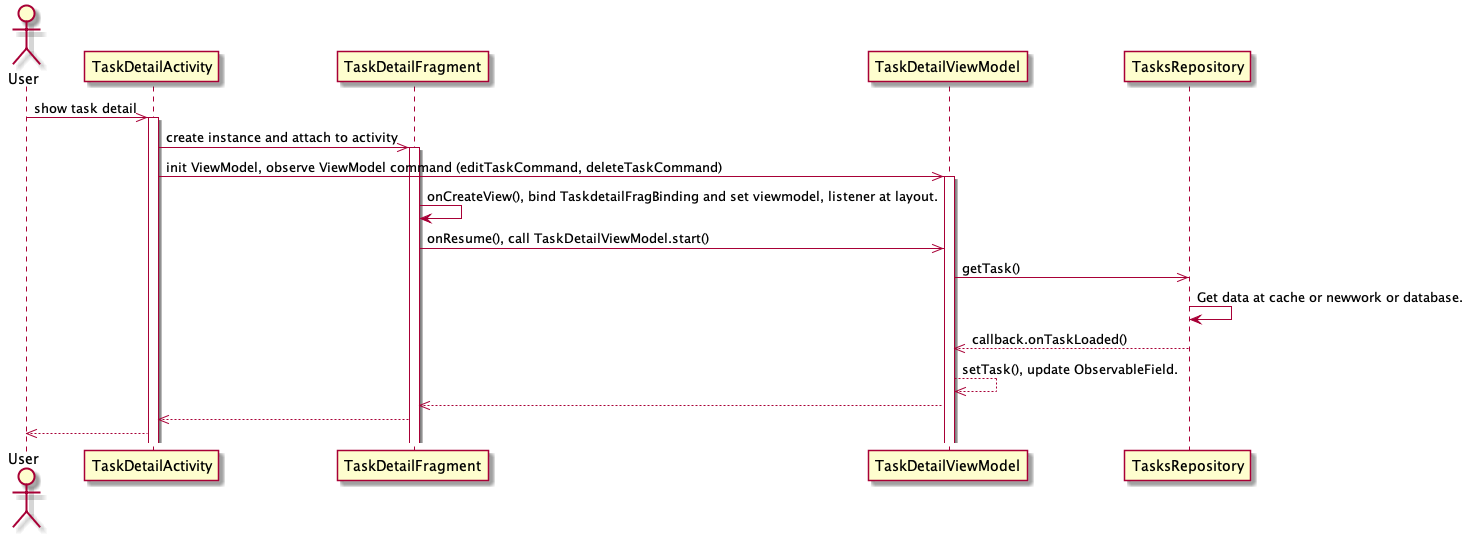 User
TaskDetailActivity
TaskDetailFragment
TaskDetailViewModel
TasksRepository
show task detail
create instance and attach to activity
init ViewModel, observe ViewModel command (editTaskCommand, deleteTaskCommand)
onCreateView(), bind TaskdetailFragBinding and set viewmodel, listener at layout.
onResume(), call TaskDetailViewModel.start()
getTask()
Get data at cache or newwork or database.
callback.onTaskLoaded()
setTask(), update ObservableField.
User
TaskDetailActivity
TaskDetailFragment
TaskDetailViewModel
TasksRepository